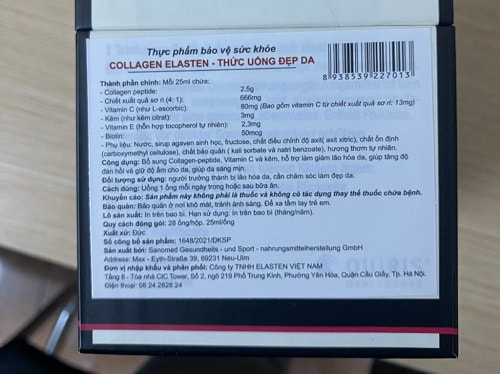 Thực phẩm bảo vệ sức khỏe
COLLAGEN ELASTEN - THỨC UỐNG ĐẸP DA
8938539227013
Thành phần chính: Mỗi 25ml chứa:
- Collagen peptide: 2,5g
- Chiết xuất quả sơ ri (4: 1): 666mg
- Vitamin C (như L-ascorbic): 80mg (Bao gồm vitamin C từ chiết xuất quả sơ ri: 13mg)
- Kẽm (như kẽm citrat): 3mg
- Vitamin E (hỗn hợp tocopherol tự nhiên): 2,3mg
- Biotin: 50mcg
- Phụ liệu: Nước, sirup agaven sinh học, fructose, chất điều chỉnh độ axit( axit xitric), chất ổn định
(carboxymethyl cellulose), chất bảo quản ( kali sorbate và natri benzoate), hương thơm tự nhiên.
Công dụng: Bổ sung Collagen-peptide, Vitamin C và kẽm, hỗ trợ làm giảm lão hóa da, giúp tăng độ
đàn hồi và giữ độ ẩm cho da, giúp da sáng mịn.
Đối tượng sử dụng: người trưởng thành bị lão hóa da, cần chăm sóc làm đẹp da.
Cách dùng: Uống 1 ống mỗi ngày trong hoặc sau bữa ăn.
Khuyến cáo: Sản phẩm này không phải là thuốc và không có tác dụng thay thế thuốc chữa bệnh.
Bảo quản: Bảo quản ở nơi khô mát, tránh ánh sáng. Để xa tầm tay trẻ em.
Lô sản xuất: In trên bao bì. Hạn sử dụng: In trên bao bì (tháng/năm).
Quy cách đóng gói: 28 ống/hộp. 25ml/ống
Xuất xứ: Đức
Số công bố sản phẩm: 1648/2021/ĐKSP
Sản xuất bởi: Sanomed Gesundheits - und Sport - nahrungsmittelherstellung GmbH
Address: Max - Eyth-Straße 39, 89231 Neu-Ulm
Đơn vị nhập khẩu và phân phối: Công ty TNHH ELASTEN VIỆT NAM
Tầng 6 - Tòa nhà CIC Tower, Số 2, ngõ 219 Phố Trung Kính, Phường Yên Hòa, Quận Cầu Giấy, Tp. Hà Nội.
Điện thoại: 08.24.2628.24